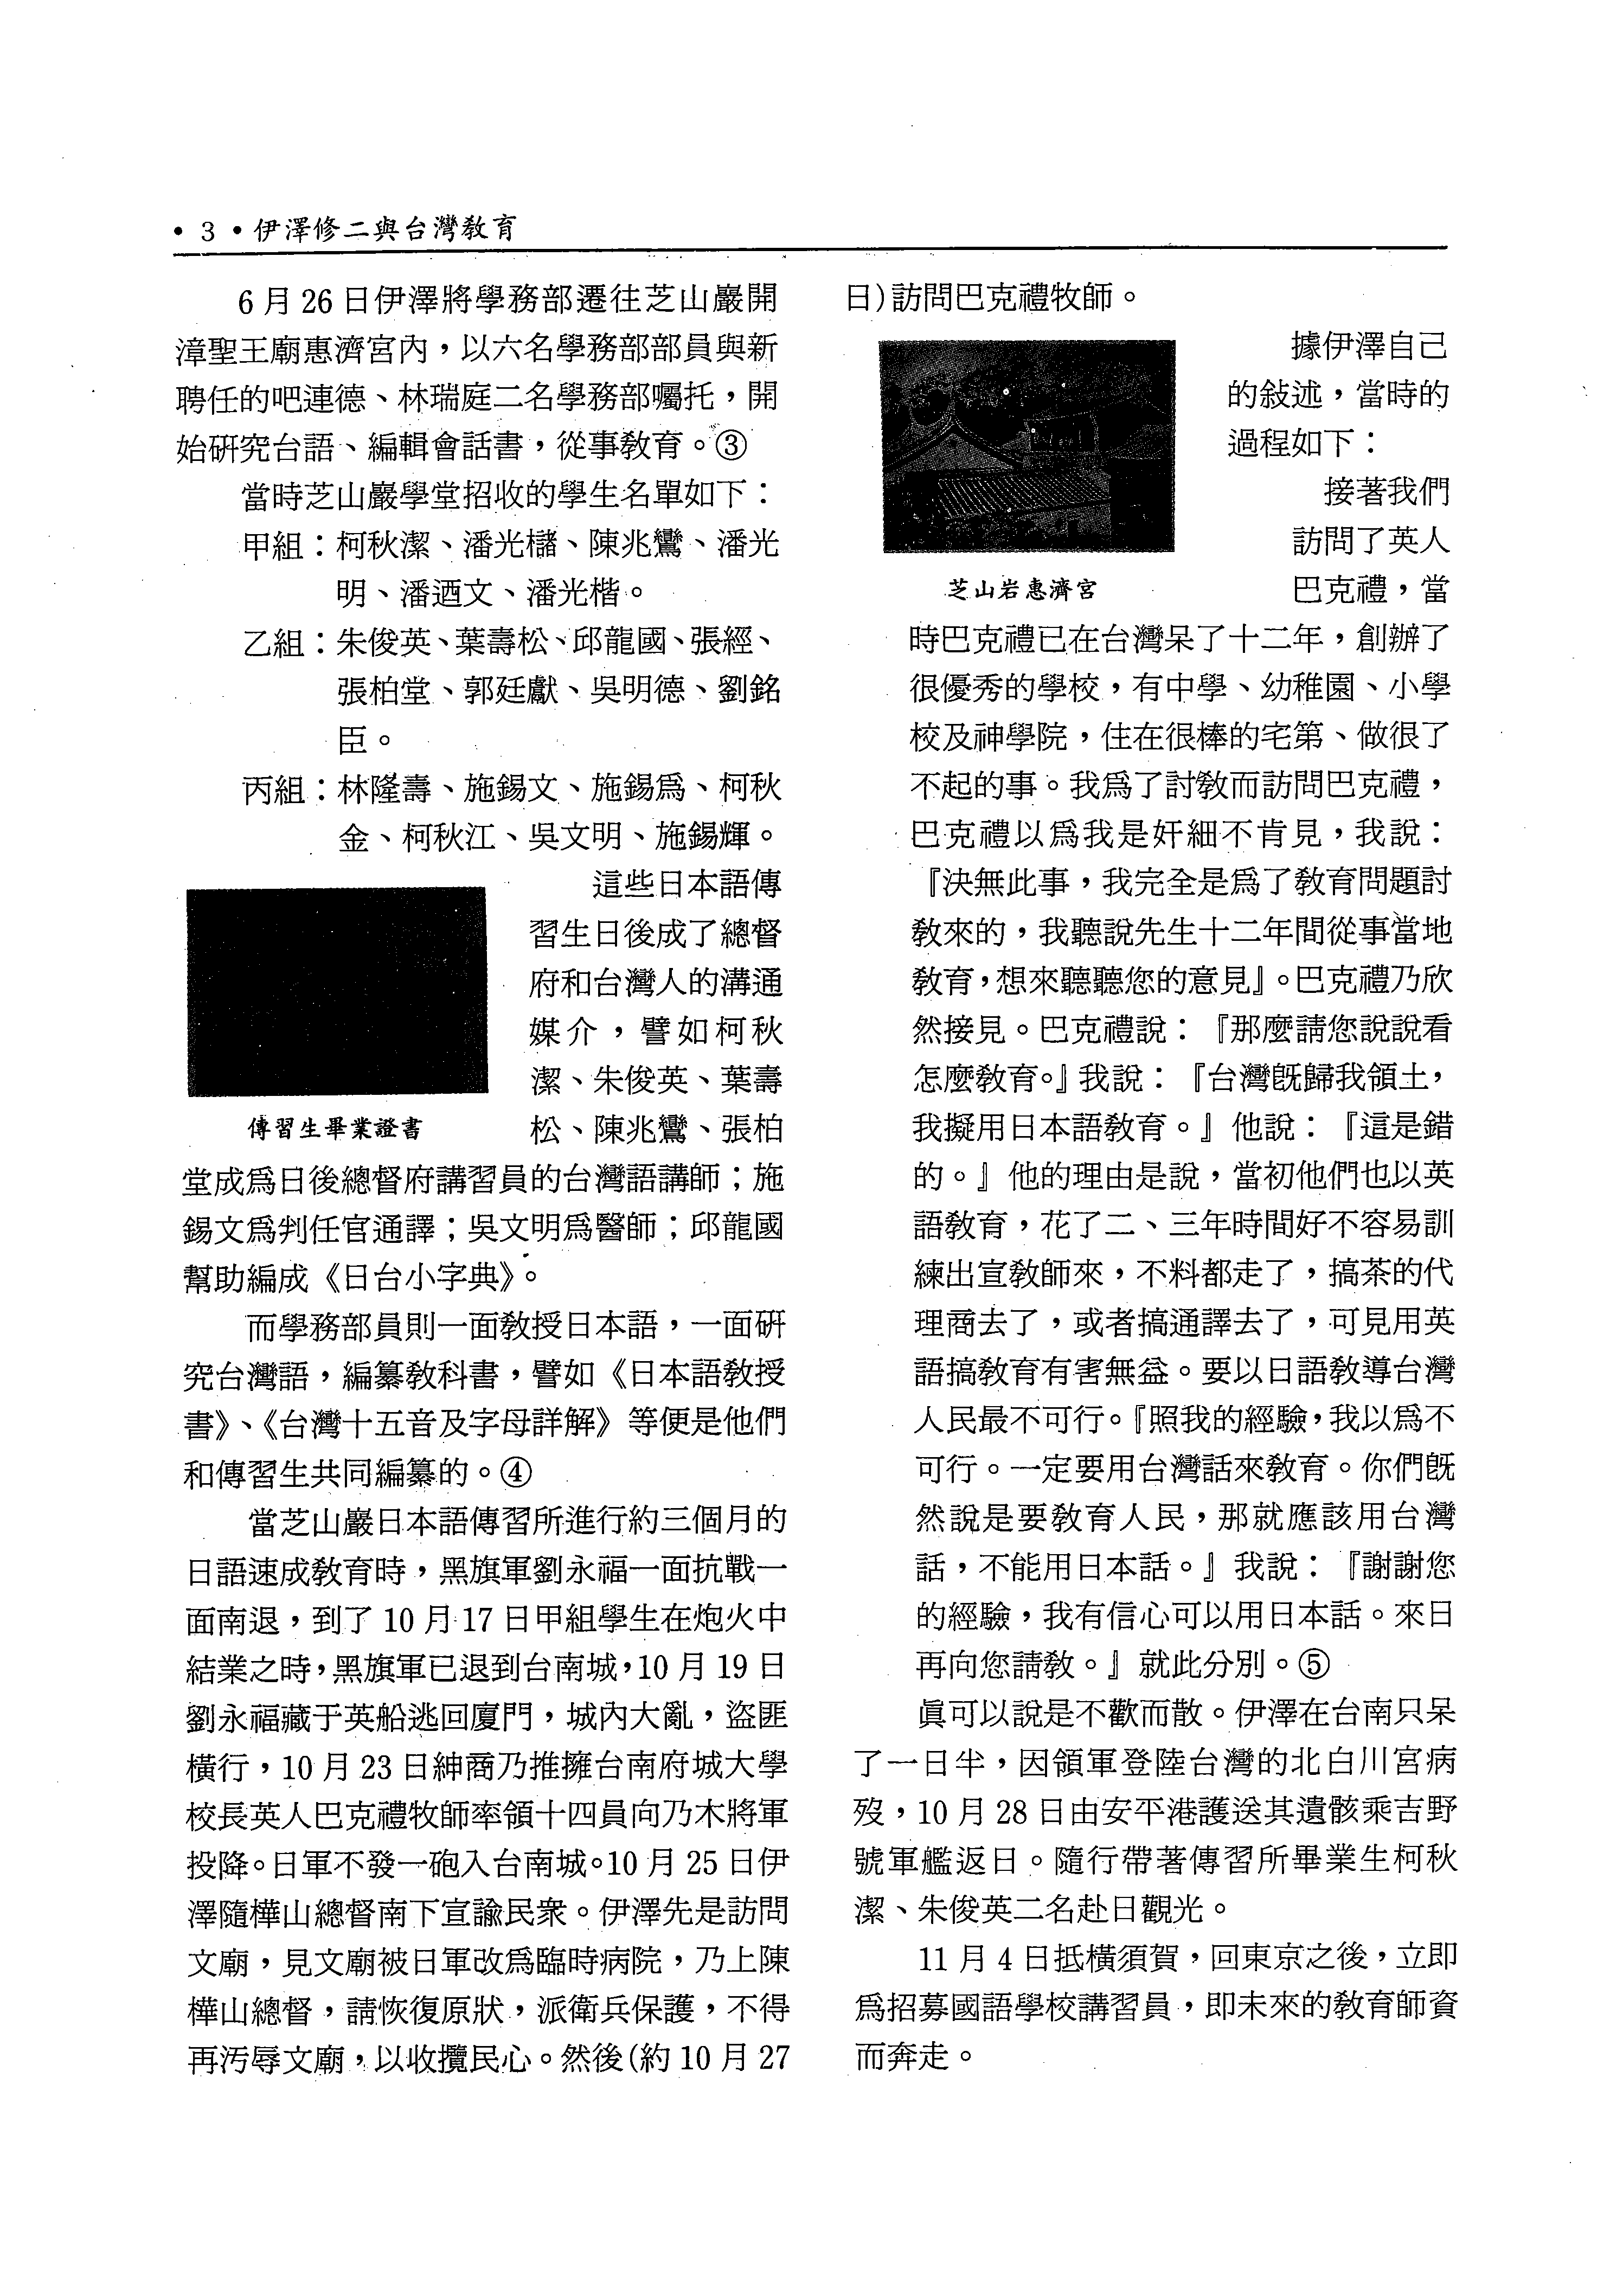 • 3 • 伊澤修二與台灣教育
6 月 26 日伊澤將學務部遷往芝山巖開
漳聖王廟惠濟宮內，以六名學務部部員與新
聘任的吧連德、林瑞庭二名學務部囑托，開
始研究台語、編輯會話書，從事教育。③
當時芝山巖學堂招收的學生名單如下：
甲組：柯秋潔、潘光櫧、陳兆鸞、潘光
明、潘迺文、潘光楷。
乙組：朱俊英、葉壽松、邱龍國、張經、
張柏堂、郭廷獻、吳明德、劉銘
臣。
丙組：林隆壽、施錫文、施錫爲、柯秋
金、柯秋江、吳文明、施錫輝。
這些日本語傳
習生日後成了總督
府和台灣人的溝通
媒介，譬如柯秋
潔、朱俊英、葉壽
松、陳兆鸞、張柏
傳習生畢業證書
堂成爲日後總督府講習員的台灣語講師；施
錫文爲判任官通譯；吳文明爲醫師；邱龍國
幫助編成《日台小字典》。
而學務部員則一面教授日本語，一面研
究台灣語，編纂教科書，譬如《日本語教授
書》、《台灣十五音及字母詳解》等便是他們
和傳習生共同編纂的。④
當芝山巖日本語傳習所進行約三個月的
日語速成教育時，黑旗軍劉永福一面抗戰一
面南退，到了 10 月 17 日甲組學生在炮火中
結業之時，黑旗軍已退到台南城，10 月 19 日
劉永福藏于英船逃回廈門，城內大亂，盜匪
橫行，10 月 23 日紳商乃推擁台南府城大學
校長英人巴克禮牧師率領十四員向乃木將軍
投降。日軍不發一砲入台南城。10 月 25 日伊
澤隨樺山總督南下宣諭民衆。伊澤先是訪問
文廟，見文廟被日軍改爲臨時病院，乃上陳
樺山總督，請恢復原狀，派衛兵保護，不得
再污辱文廟，以收攬民心。然後(約 10 月 27
日)訪問巴克禮牧師。
據伊澤自己
的敍述，當時的
過程如下：
接著我們
訪問了英人
巴克禮，當
芝山岩惠濟宮
時巴克禮已在台灣呆了十二年，創辦了
很優秀的學校，有中學、幼稚園、小學
校及神學院，住在很棒的宅第、做很了
不起的事。我爲了討教而訪問巴克禮，
巴克禮以爲我是奸細不肯見，我說：
『決無此事，我完全是爲了教育問題討
教來的，我聽說先生十二年間從事當地
教育，想來聽聽您的意見』。巴克禮乃欣
然接見。巴克禮說：『那麼請您說說看
怎麼教育。』我說：『台灣既歸我領土，
我擬用日本語教育。』他說：『這是錯
的。』他的理由是說，當初他們也以英
語教育，花了二、三年時間好不容易訓
練出宣教師來，不料都走了，搞茶的代
理商去了，或者搞通譯去了，可見用英
語搞教育有害無益。要以日語教導台灣
人民最不可行。『照我的經驗，我以爲不
可行。一定要用台灣話來教育。你們既
然說是要教育人民，那就應該用台灣
話，不能用日本話。』我說：『謝謝您
的經驗，我有信心可以用日本話。來日
再向您請教。』就此分別。⑤
眞可以說是不歡而散。伊澤在台南只呆
了一日半，因領軍登陸台灣的北白川宮病
歿，10 月 28 日由安平港護送其遺骸乘吉野
號軍艦返日。隨行帶著傳習所畢業生柯秋
潔、朱俊英二名赴日觀光。
11 月 4 日抵橫須賀，回東京之後，立即
爲招募國語學校講習員，即未來的教育師資
而奔走。